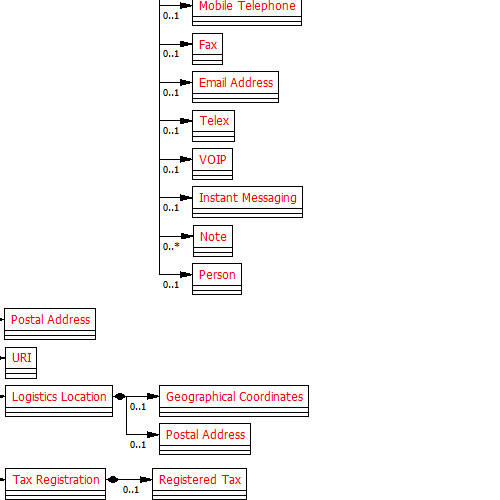 Mobile Telephone
0..1
Fax
0..1
Email Address
0..1
Telex
0..1
VOIP
0..1
Instant Messaging
0..1
Note
0..*
Person
0..1
Postal Address
URI
Logistics Location
Geographical Coordinates
0..1
Postal Address
0..1
Tax Registration
Registered Tax
0..1